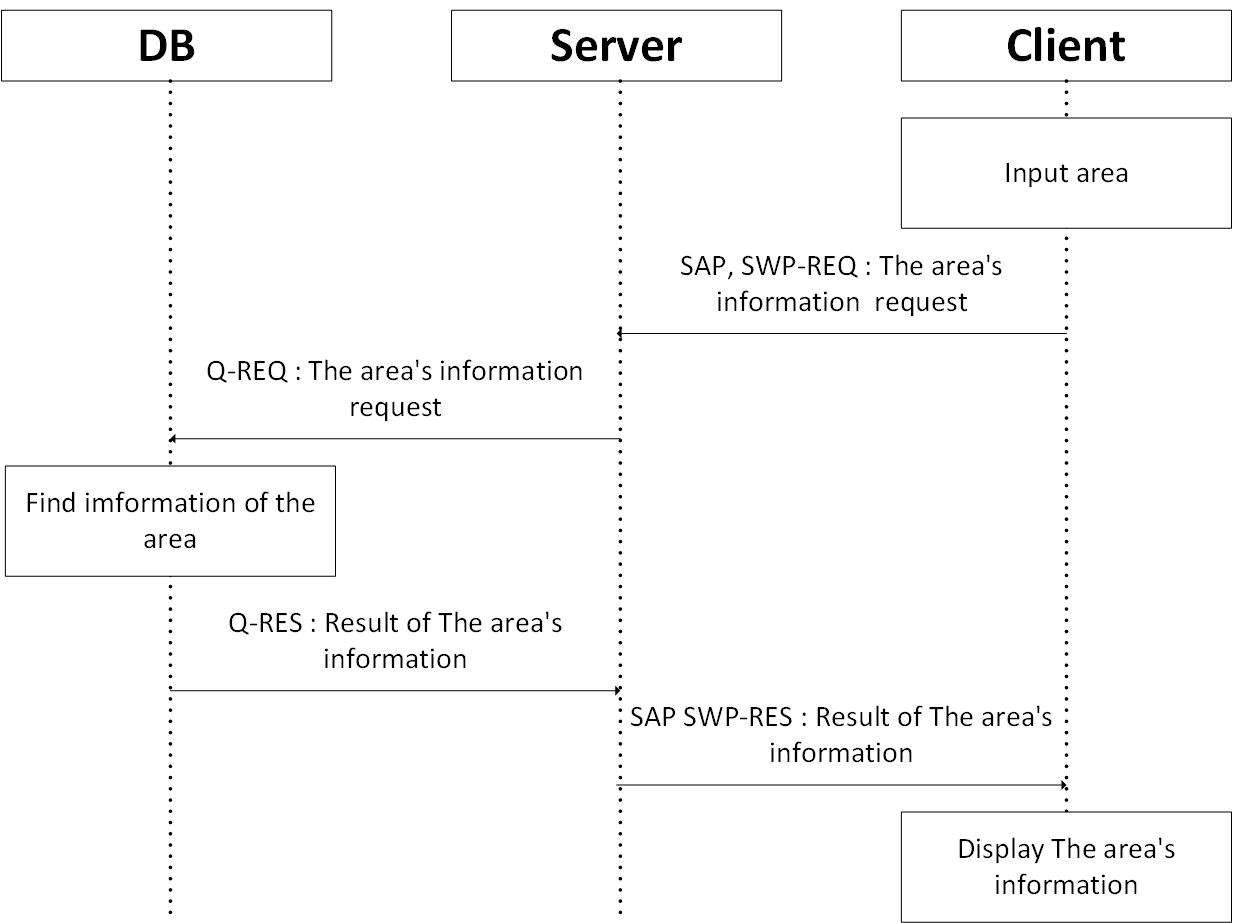 DB
Server
Client
Input area
SAP, SWP-REQ : The area's
information request
Q-REQ : The area's information
request
Find imformation of the
area
Q-RES : Result of The area's
information
SAP SWP-RES : Result of The area's
information
Display The area's
information